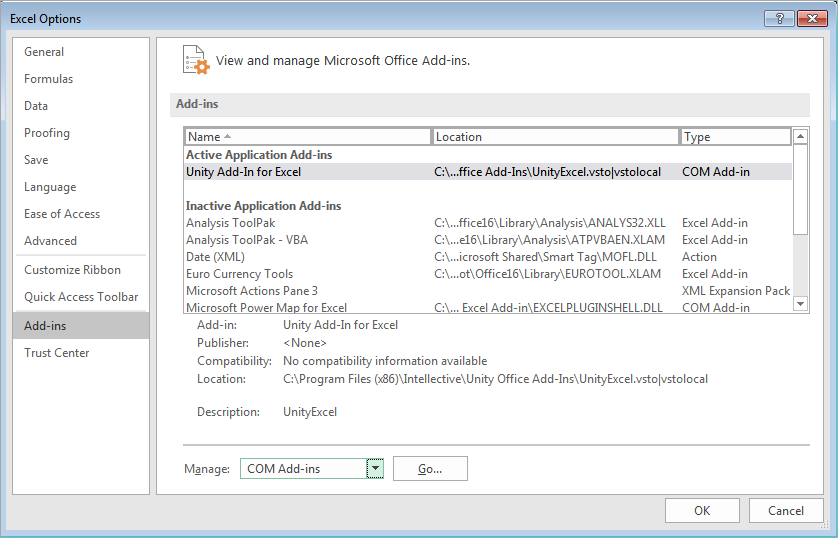 Excel Options
General
Formulas
Data
Proofing
Save
Language
Ease of Access
Advanced
Customize Ribbon
Quick Access Toolbar
Add-ins
Trust Center
View and manage Microsoft Office Add-ins.
Add-ins
Name Location Type
Active Application Add-ins
Unity Add-In for Excel C:\...ffice Add-Ins\UnityExcel.vsto|vstolocal COM Add-in
Inactive Application Add-ins
Analysis ToolPak C:\...ffice16\Library\Analysis\ANALYS32.XLL Excel Add-in
Analysis ToolPak - VBA C:\...e16\Library\Analysis\ATPVBAEN.XLAM Excel Add-in
Date (XML) C:\...icrosoft Shared\Smart Tag\MOFL.DLL Action
Euro Currency Tools C:\...ot\Office16\Library\EUROTOOL.XLAM Excel Add-in
Microsoft Actions Pane 3 XML Expansion Pack
Microsoft Power Map for Excel C:\... Excel Add-in\EXCELPLUGINSHELL.DLL COM Add-in
Add-in: Unity Add-In for Excel
Publisher: <None>
Compatibility: No compatibility information available
Location: C:\Program Files (x86)\Intellective\Unity Office Add-Ins\UnityExcel.vsto|vstolocal
Description: UnityExcel
Manage: COM Add-ins Go...
OK Cancel